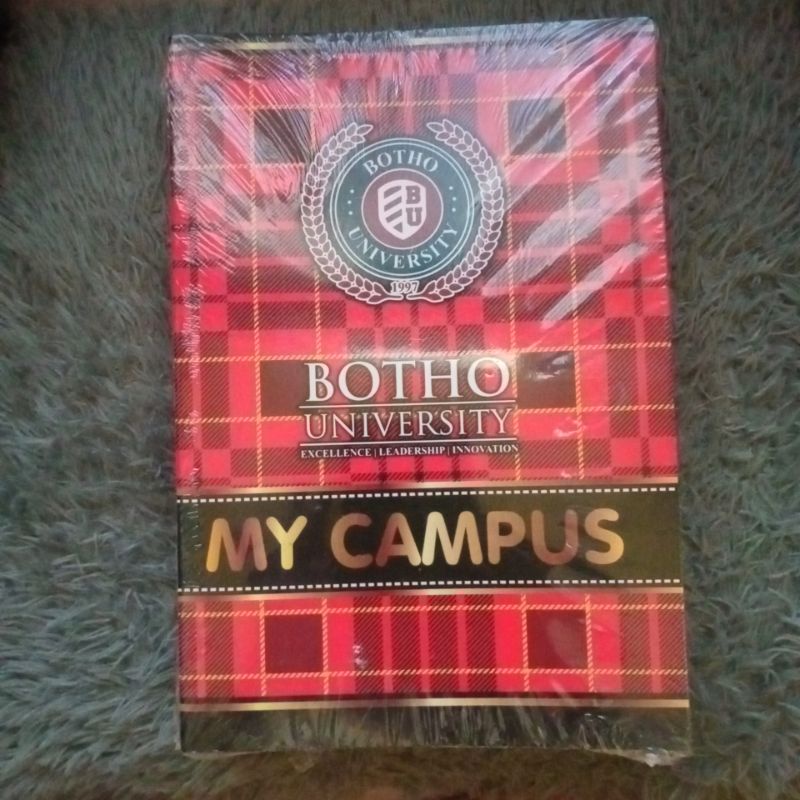 BOTHO
BU
UNIVERSITY
1997
BOTHO
UNIVERSITY
EXCELLENCE | LEADERSHIP | INNOVATION
MY CAMPUS